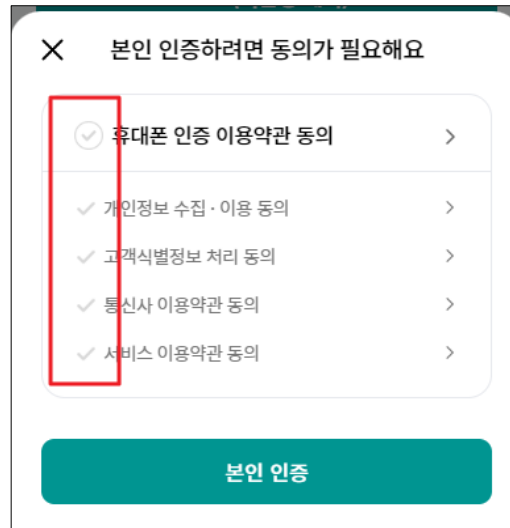 본인 인증하려면 동의가 필요해요
휴대폰 인증 이용약관 동의
개인정보 수집 · 이용 동의
고객식별정보 처리 동의
통신사 이용약관 동의
서비스 이용약관 동의
본인 인증